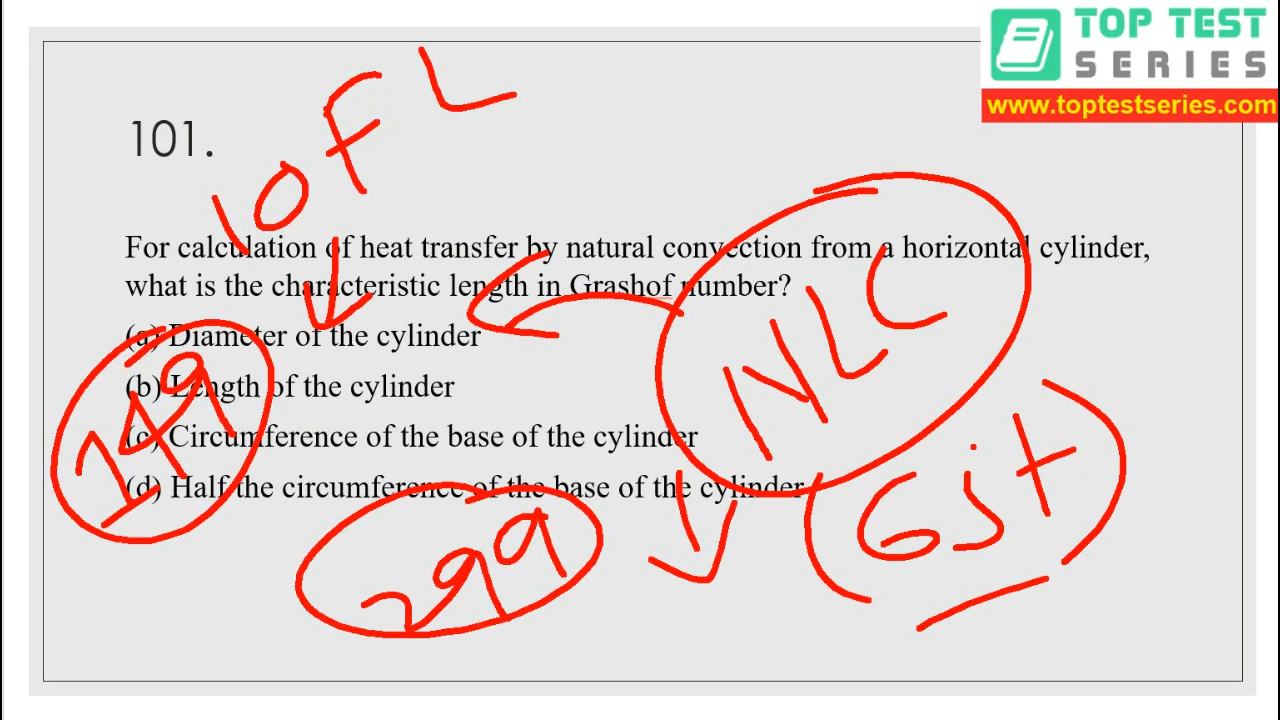 TOP TEST
SERIES
www.toptestseries.com
101.
IOFL
For calculation of heat transfer by natural convection from a horizontal cylinder,
what is the characteristic length in Grashof number?
(a) Diameter of the cylinder
(b) Length of the cylinder
(c) Circumference of the base of the cylinder
(d) Half the circumference of the base of the cylinder
NLC
149
299